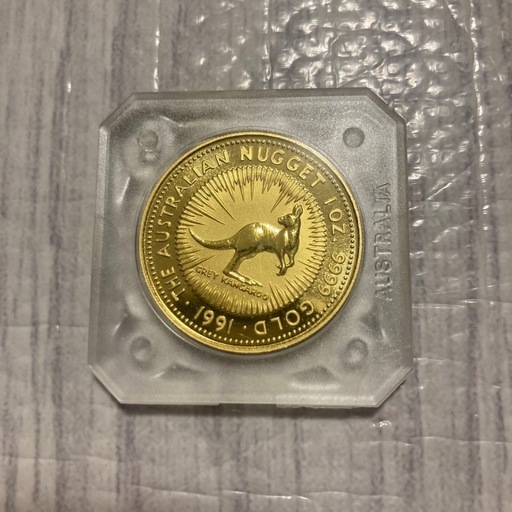 THE AUSTRALIAN NUGGET 1 OZ. 9999 GOLD · 1991 ·
GREY KANGAROO
AUSTRALIA